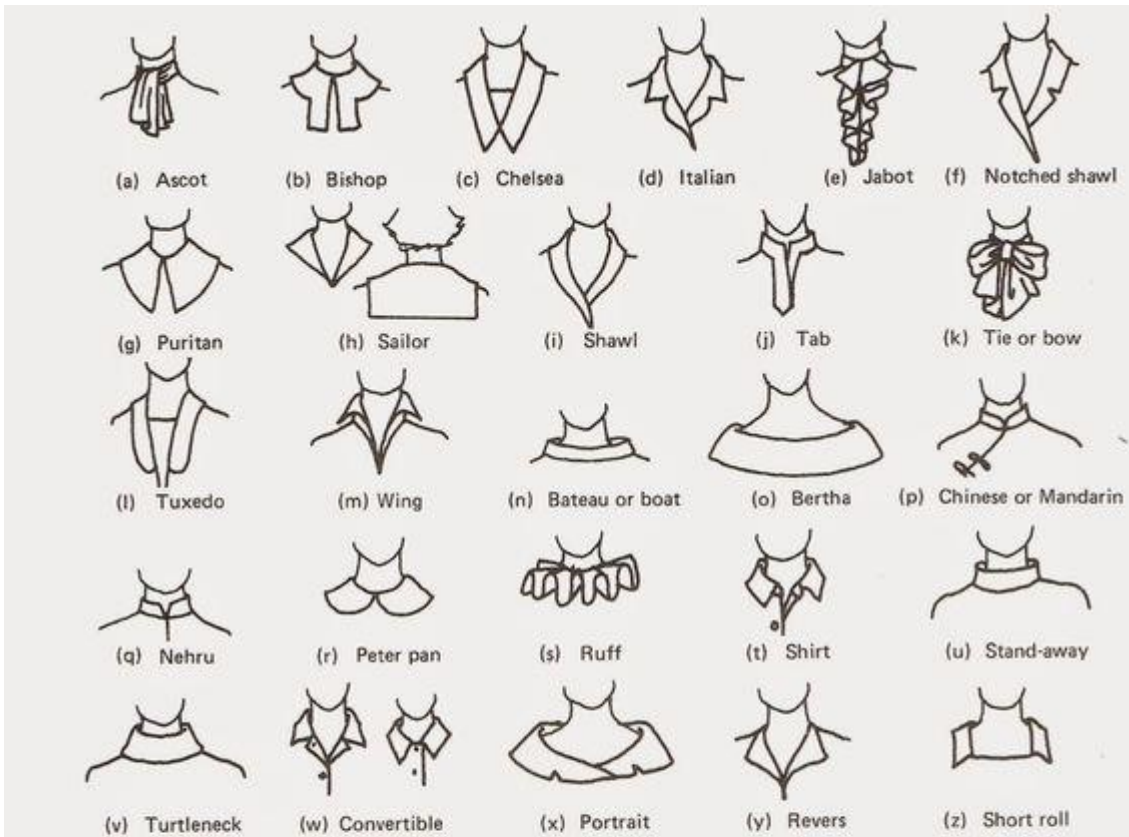 (a) Ascot
(b) Bishop
(c) Chelsea
(d) Italian
(e) Jabot
(f) Notched shawl
(g) Puritan
(h) Sailor
(i) Shawl
(j) Tab
(k) Tie or bow
(l) Tuxedo
(m) Wing
(n) Bateau or boat
(o) Bertha
(p) Chinese or Mandarin
(q) Nehru
(r) Peter pan
(s) Ruff
(t) Shirt
(u) Stand-away
(v) Turtleneck
(w) Convertible
(x) Portrait
(y) Revers
(z) Short roll